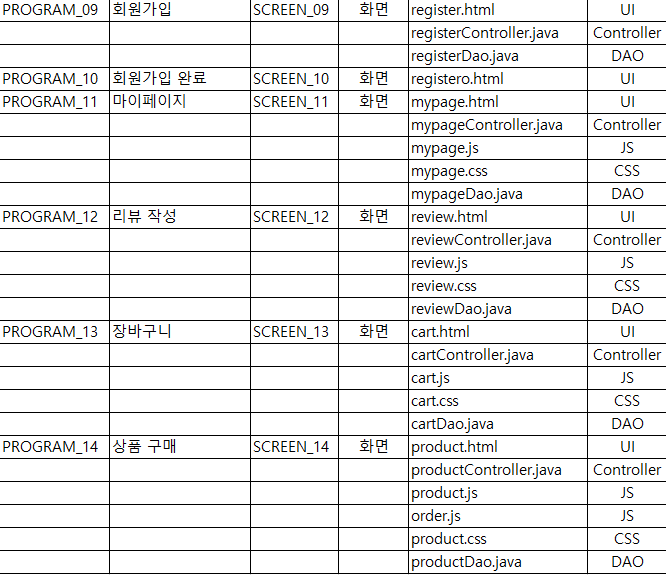 PROGRAM_09 회원가입 SCREEN_09 화면 register.html UI
registerController.java Controller
registerDao.java DAO
PROGRAM_10 회원가입 완료 SCREEN_10 화면 registero.html UI
PROGRAM_11 마이페이지 SCREEN_11 화면 mypage.html UI
mypageController.java Controller
mypage.js JS
mypage.css CSS
mypageDao.java DAO
PROGRAM_12 리뷰 작성 SCREEN_12 화면 review.html UI
reviewController.java Controller
review.js JS
review.css CSS
reviewDao.java DAO
PROGRAM_13 장바구니 SCREEN_13 화면 cart.html UI
cartController.java Controller
cart.js JS
cart.css CSS
cartDao.java DAO
PROGRAM_14 상품 구매 SCREEN_14 화면 product.html UI
productController.java Controller
product.js JS
order.js JS
product.css CSS
productDao.java DAO